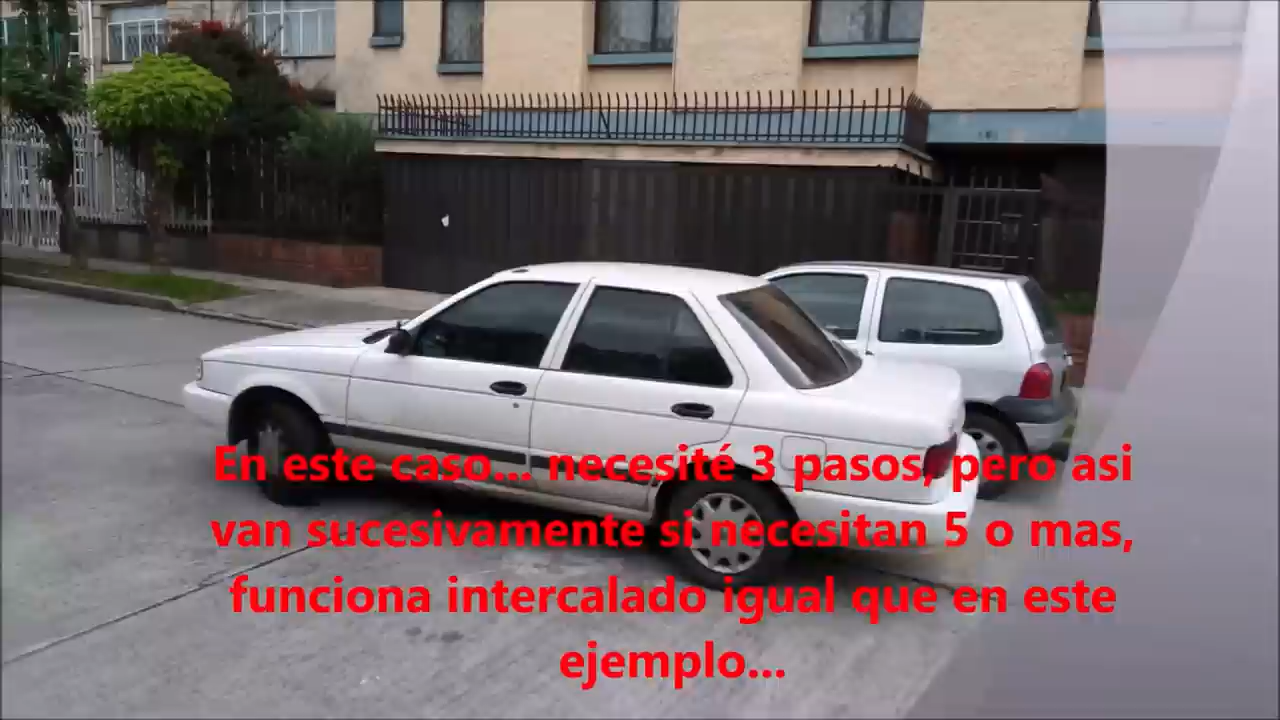 En este caso... necesité 3 pasos, pero asi
van sucesivamente si necesitan 5 o mas,
funciona intercalado igual que en este
ejemplo...